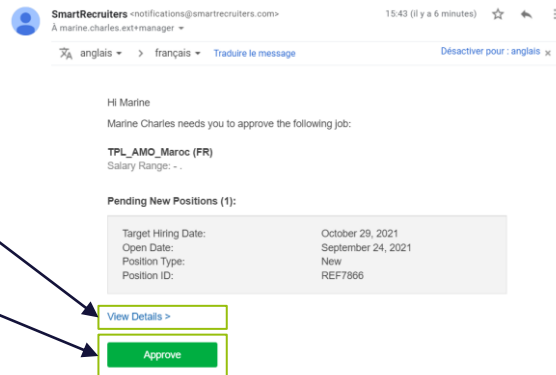 SmartRecruiters <notifications@smartrecruiters.com> 15:43 (il y a 6 minutes)
À marine.charles.ext+manager
anglais > français Traduire le message Désactiver pour : anglais x
Hi Marine
Marine Charles needs you to approve the following job:
TPL_AMO_Maroc (FR)
Salary Range: - .
Pending New Positions (1):
Target Hiring Date: October 29, 2021
Open Date: September 24, 2021
Position Type: New
Position ID: REF7866
View Details >
Approve